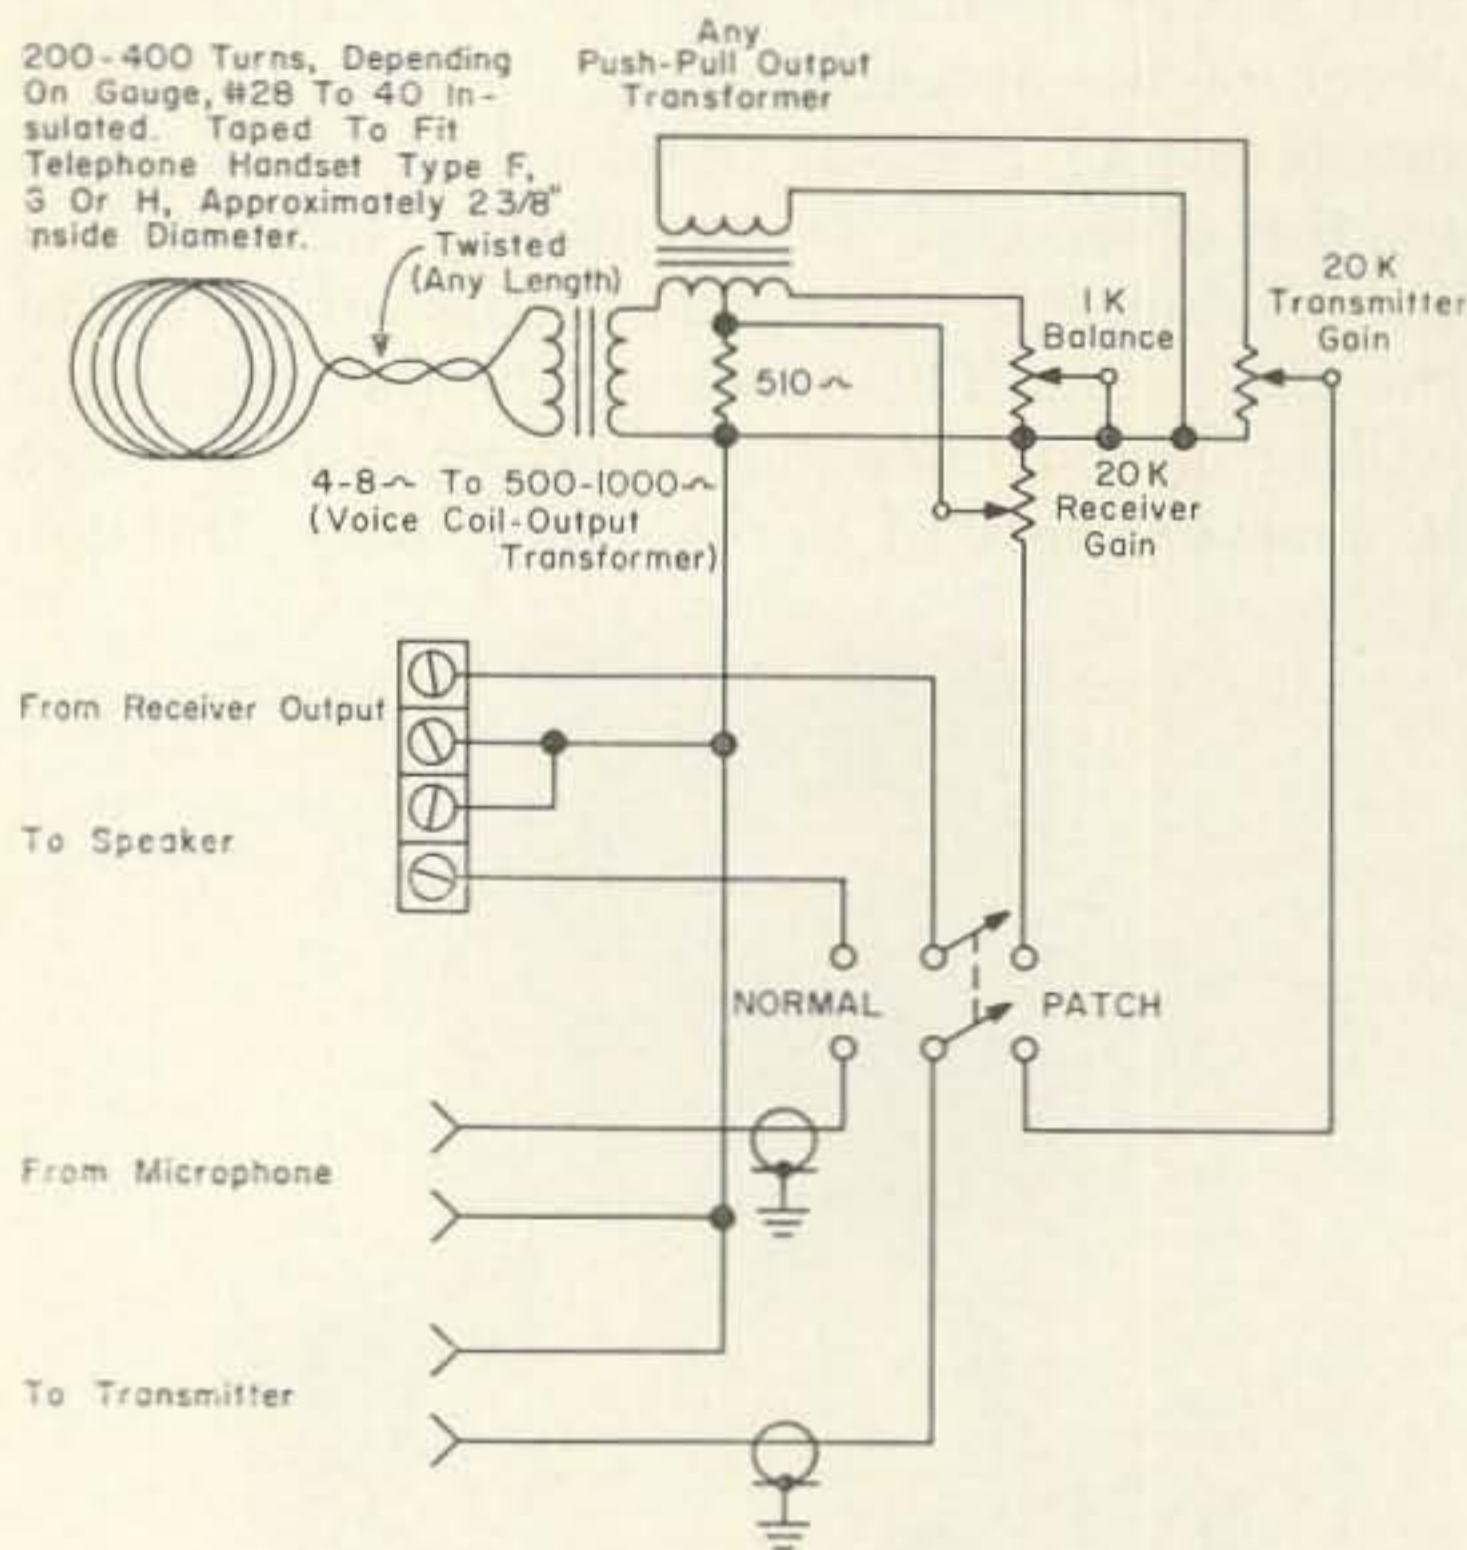 200-400 Turns, Depending
On Gauge, #28 To 40 In-
sulated. Taped To Fit
Telephone Handset Type F,
G Or H, Approximately 2 3/8"
nside Diameter.
Any
Push-Pull Output
Transformer
Twisted
(Any Length)
1 K
Balance
20 K
Transmitter
Gain
510~
4-8~ To 500-1000~
(Voice Coil-Output
Transformer)
20 K
Receiver
Gain
From Receiver Output
To Speaker
NORMAL
PATCH
From Microphone
To Transmitter